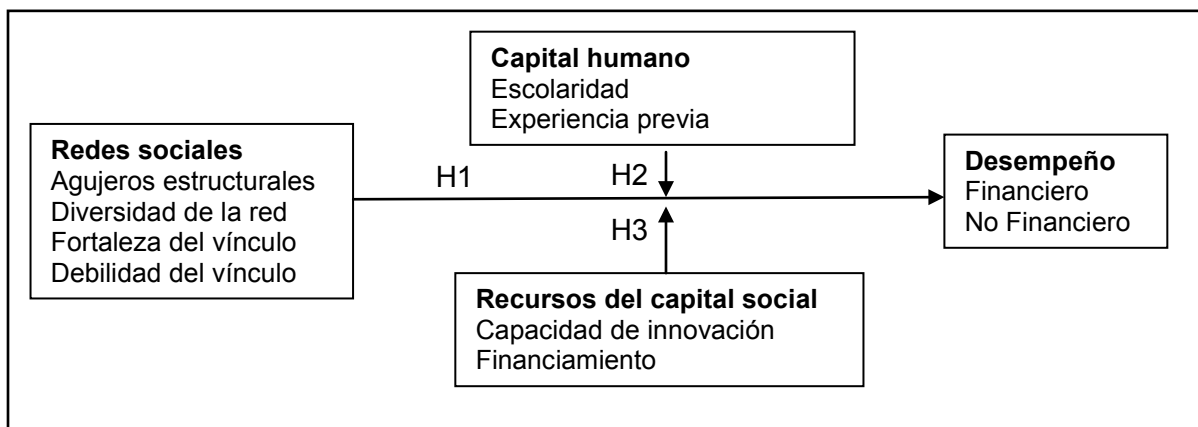 Capital humano
Escolaridad
Experiencia previa
Redes sociales
Agujeros estructurales
Diversidad de la red
Fortaleza del vínculo
Debilidad del vínculo
H1
H2
H3
Desempeño
Financiero
No Financiero
Recursos del capital social
Capacidad de innovación
Financiamiento